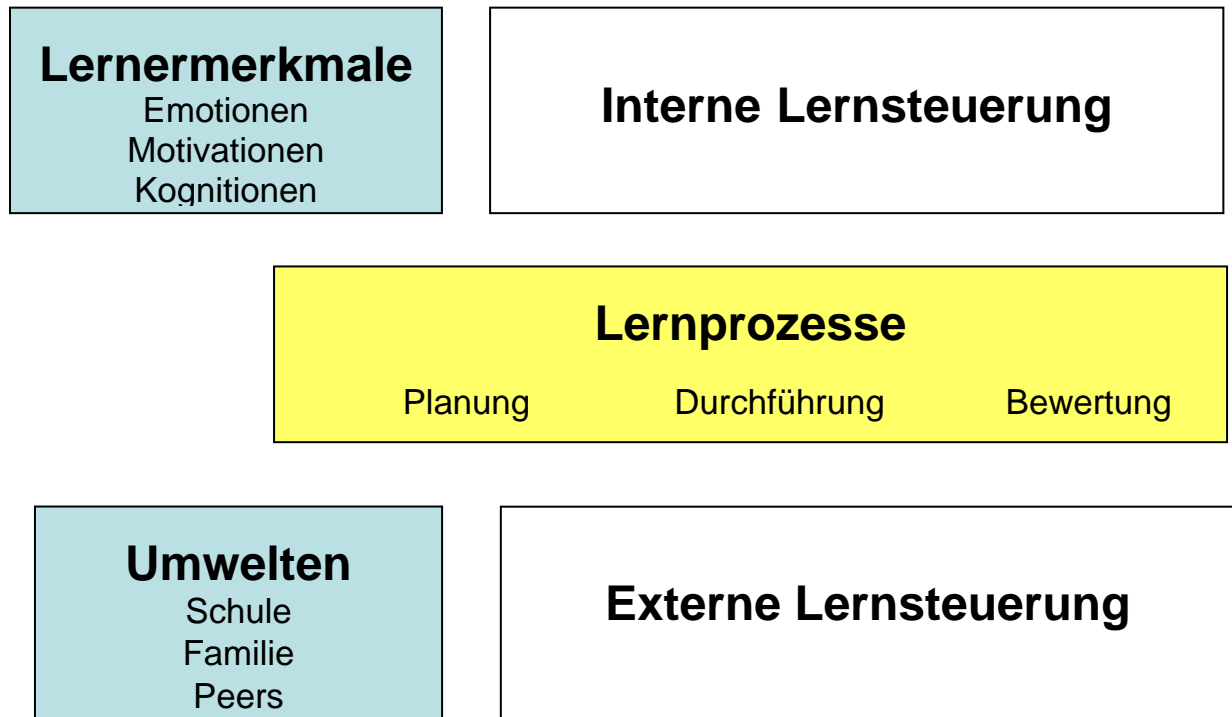 Lernermerkmale
Emotionen
Motivationen
Kognitionen
Interne Lernsteuerung
Lernprozesse
Planung Durchführung Bewertung
Umwelten
Schule
Familie
Peers
Externe Lernsteuerung